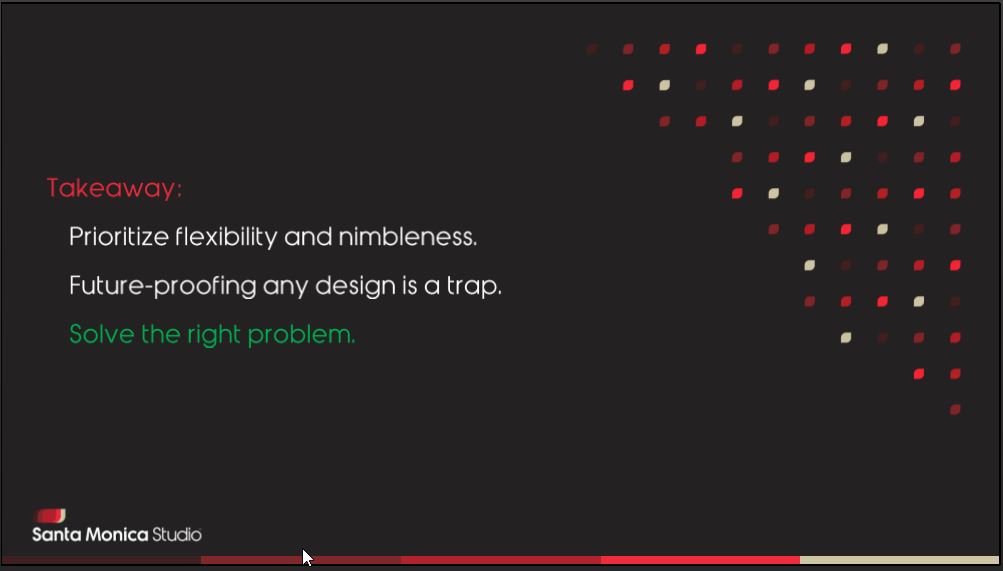 Takeaway:
Prioritize flexibility and nimbleness.
Future-proofing any design is a trap.
Solve the right problem.
Santa Monica Studio